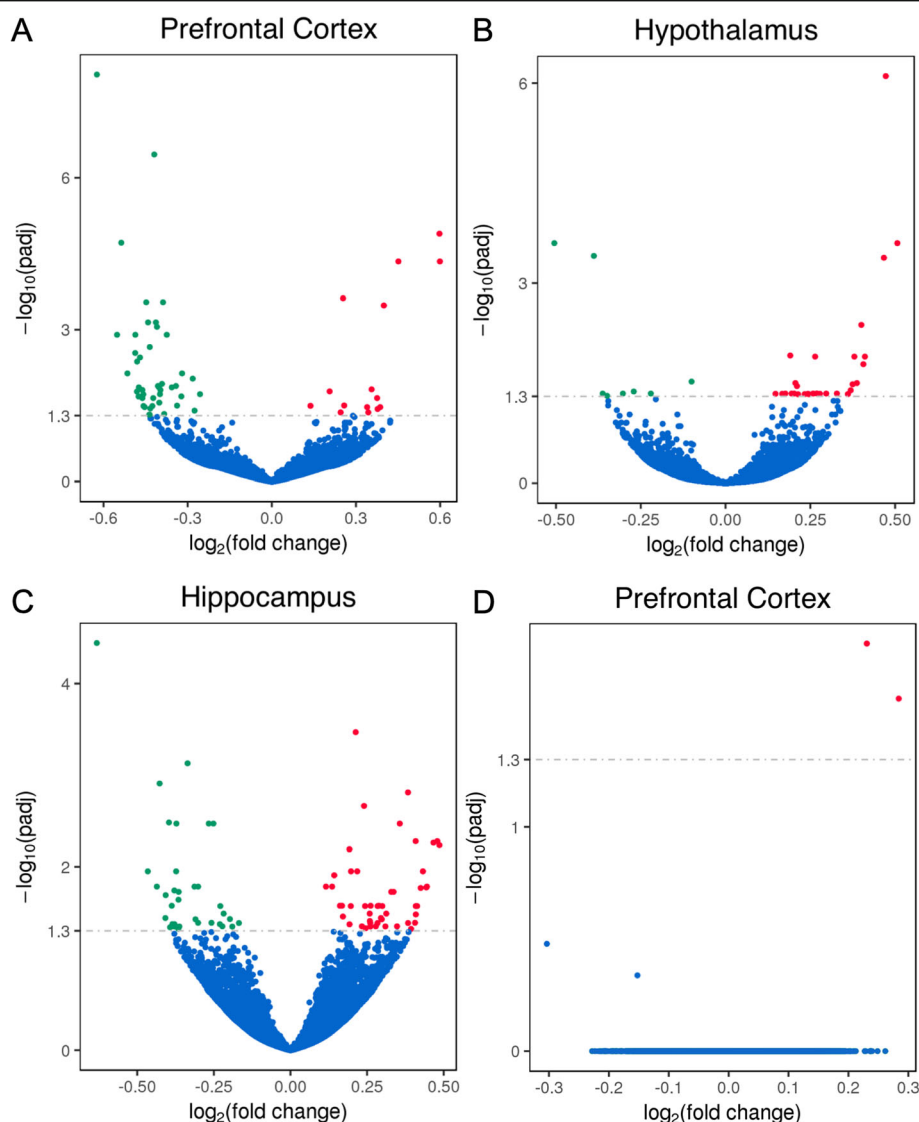 A
Prefrontal Cortex
−log10(padj)
6
3
1.3
0
-0.6
-0.3
0.0
0.3
0.6
log2(fold change)
B
Hypothalamus
−log10(padj)
6
3
1.3
0
-0.50
-0.25
0.00
0.25
0.50
log2(fold change)
C
Hippocampus
−log10(padj)
4
2
1.3
0
-0.50
-0.25
0.00
0.25
0.50
log2(fold change)
D
Prefrontal Cortex
−log10(padj)
1.3
1
0
-0.3
-0.2
-0.1
0.0
0.1
0.2
0.3
log2(fold change)